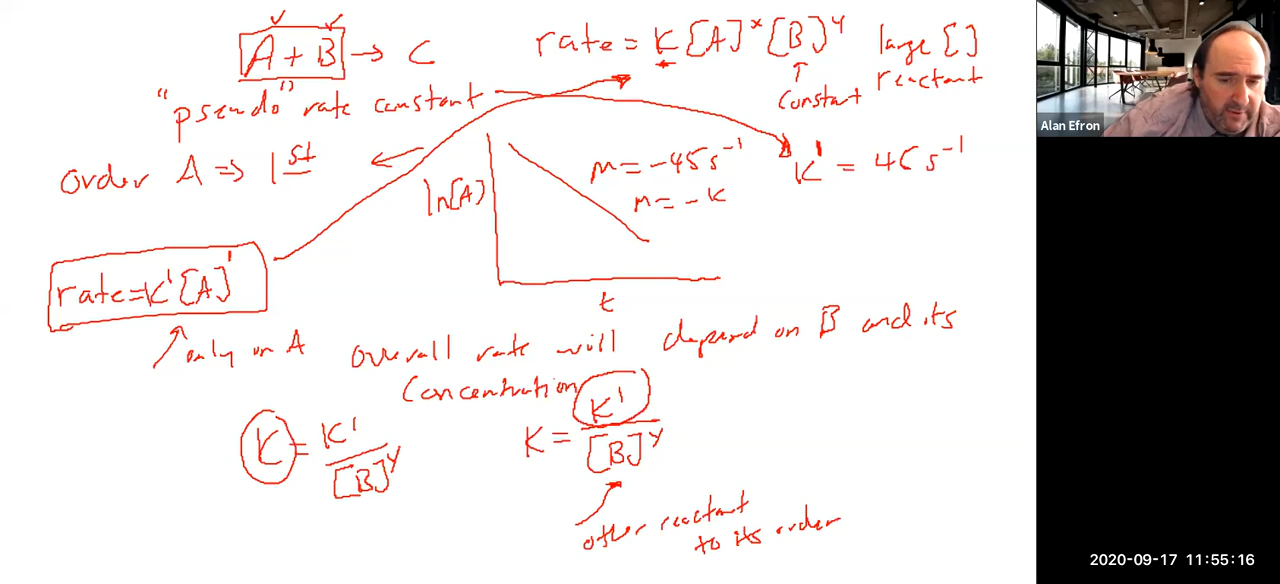 A + B → C
rate = K [A]^x [B]^y large [ ]
reactant
↑
constant
"pseudo" rate constant
order A ⇒ 1st
K' = 45 s⁻¹
ln[A]
m = -45 s⁻¹
m = -K
t
rate = K' [A]'
only on A
overall rate will depend on B and its
concentration
K = K' / [B]^y
K = K' / [B]^y
other reactant
to its order
Alan Efron
2020-09-17 11:55:16